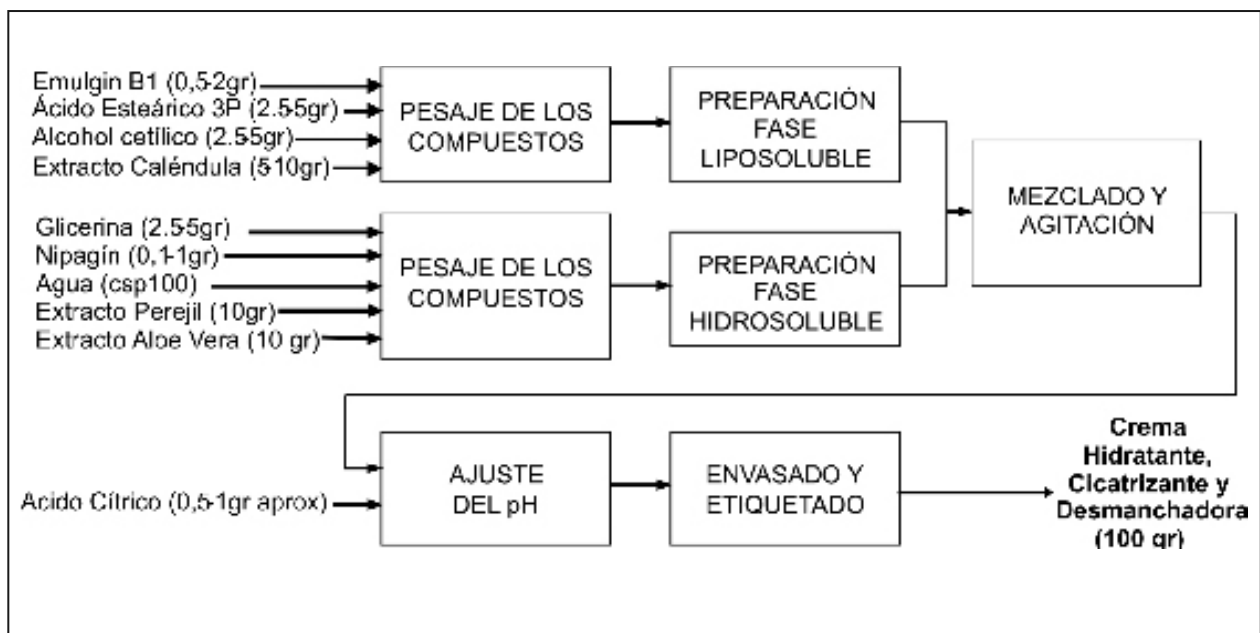 Emulgin B1 (0,5-2gr)
Ácido Esteárico 3P (2.5-5gr)
Alcohol cetílico (2.5-5gr)
Extracto Caléndula (5-10gr)
PESAJE DE LOS
COMPUESTOS
PREPARACIÓN
FASE
LIPOSOLUBLE
Glicerina (2.5-5gr)
Nipagín (0,1-1gr)
Agua (csp100)
Extracto Perejil (10gr)
Extracto Aloe Vera (10 gr)
PESAJE DE LOS
COMPUESTOS
PREPARACIÓN
FASE
HIDROSOLUBLE
MEZCLADO Y
AGITACIÓN
Acido Cítrico (0,5-1gr aprox)
AJUSTE
DEL pH
ENVASADO Y
ETIQUETADO
Crema
Hidratante,
Cicatrizante y
Desmanchadora
(100 gr)